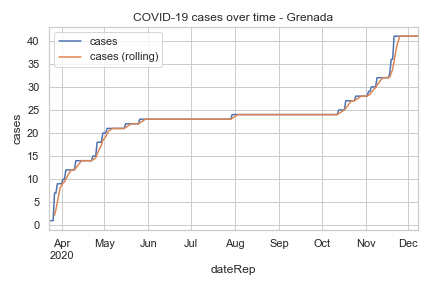 COVID-19 cases over time - Grenada
cases
cases (rolling)
40
35
30
25
20
15
10
5
0
cases
Apr May Jun Jul Aug Sep Oct Nov Dec
2020
dateRep